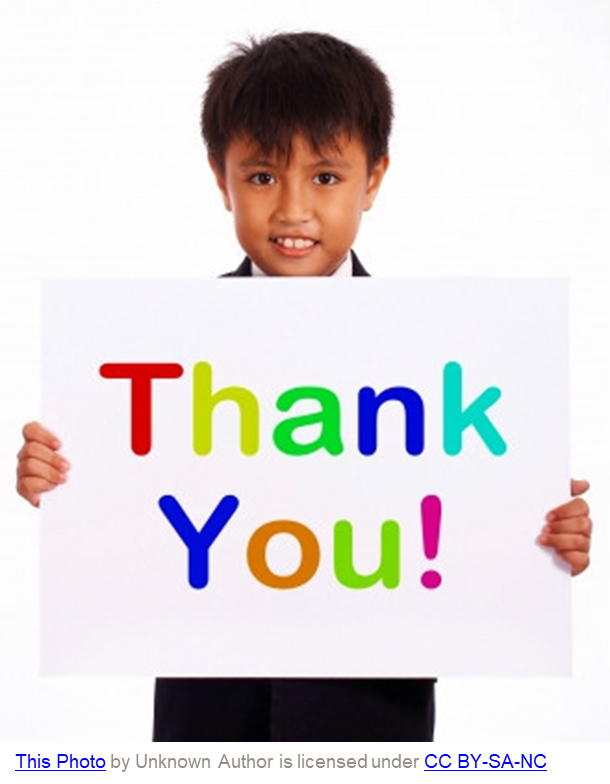 Thank
You!
This Photo by Unknown Author is licensed under CC BY-SA-NC